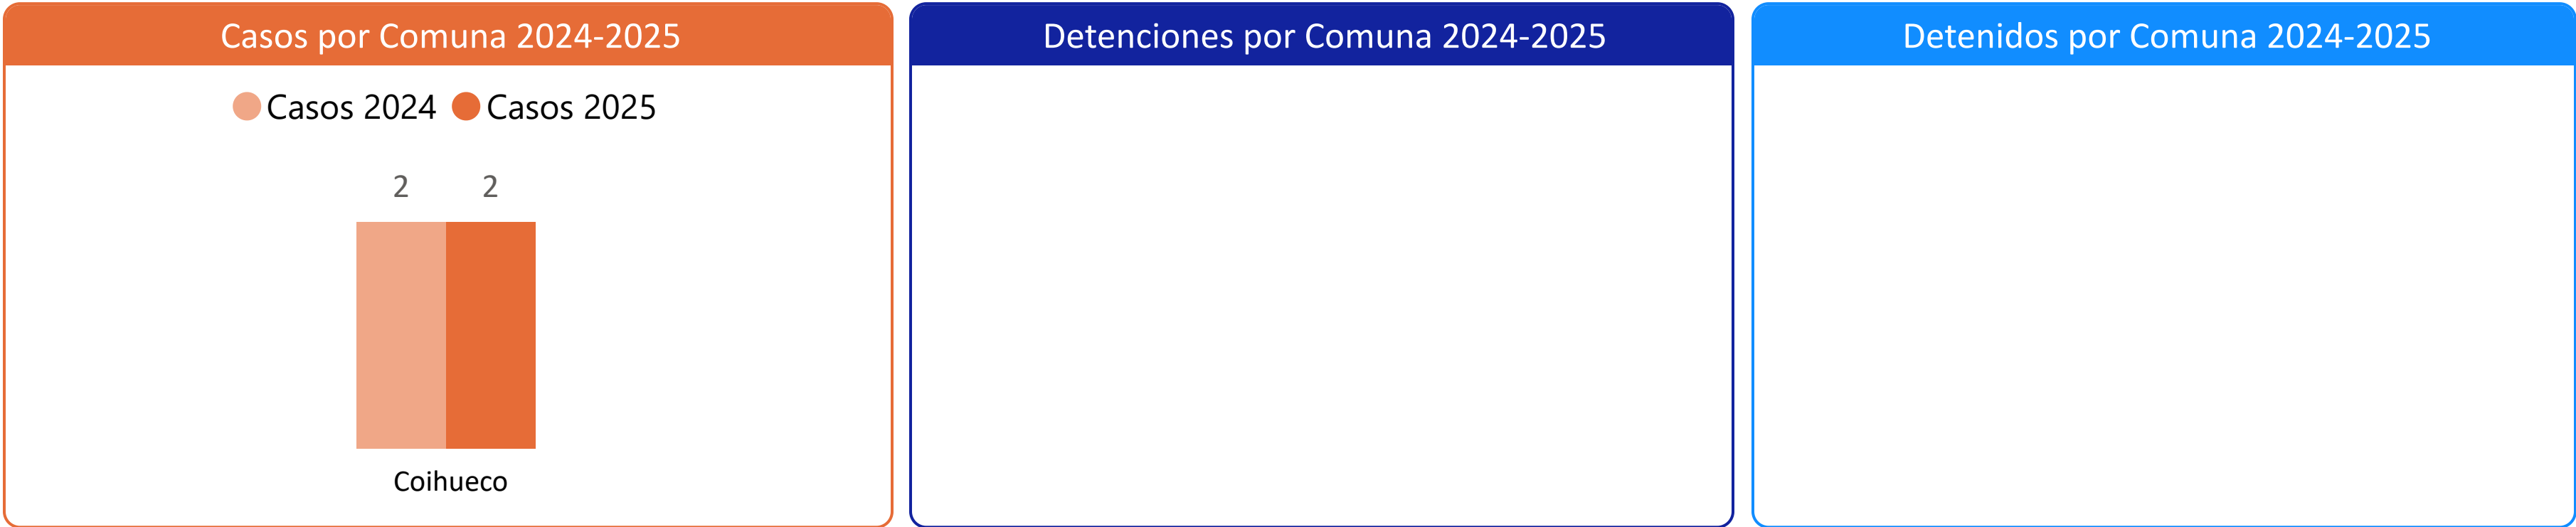 Casos por Comuna 2024-2025
Casos 2024 Casos 2025
2 2
Coihueco
Detenciones por Comuna 2024-2025
Detenidos por Comuna 2024-2025